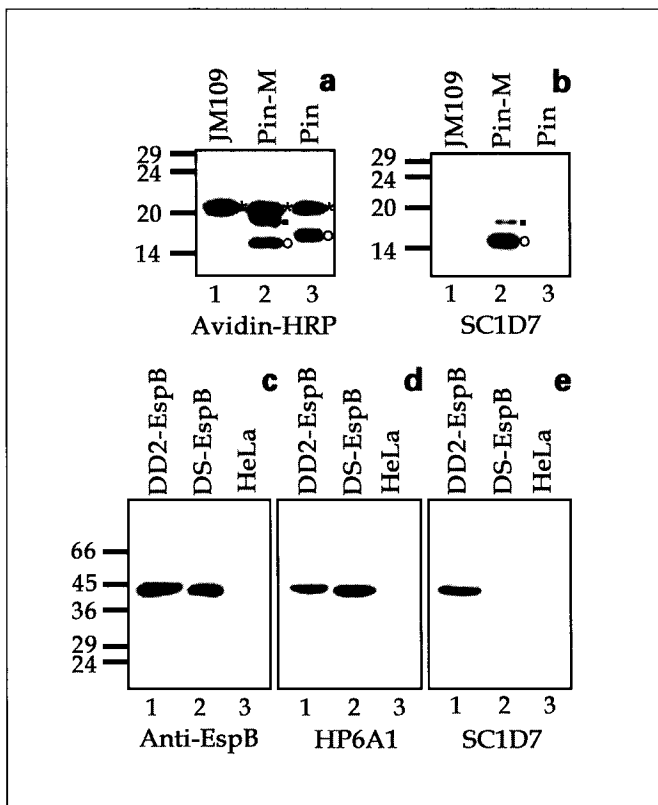 a
b
JM109
Pin-M
Pin
JM109
Pin-M
Pin
29
24
20
14
* * *
29
24
20
14
1 2 3
1 2 3
Avidin-HRP
SC1D7
c
d
e
DD2-EspB
DS-EspB
HeLa
DD2-EspB
DS-EspB
HeLa
DD2-EspB
DS-EspB
HeLa
66
45
36
29
24
1 2 3
1 2 3
1 2 3
Anti-EspB
HP6A1
SC1D7